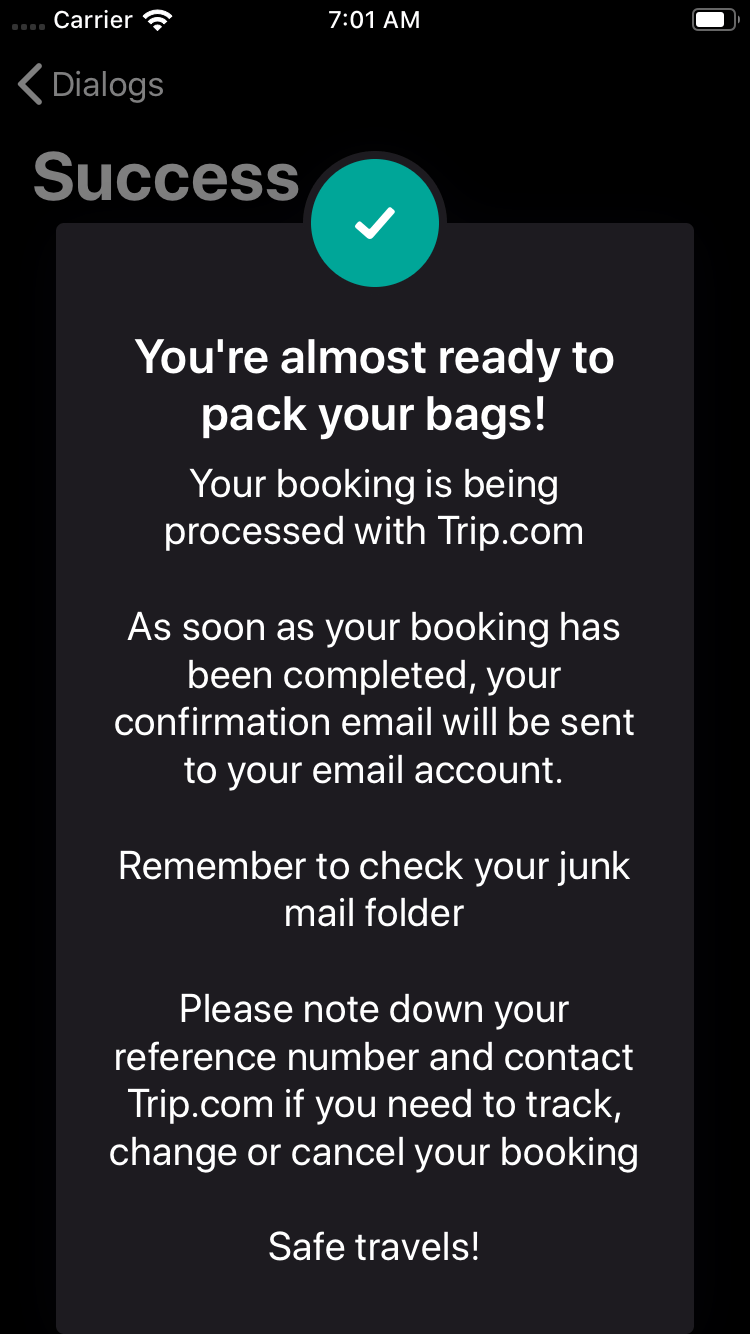 Carrier
7:01 AM
Dialogs
Success
You're almost ready to
pack your bags!
Your booking is being
processed with Trip.com
As soon as your booking has
been completed, your
confirmation email will be sent
to your email account.
Remember to check your junk
mail folder
Please note down your
reference number and contact
Trip.com if you need to track,
change or cancel your booking
Safe travels!